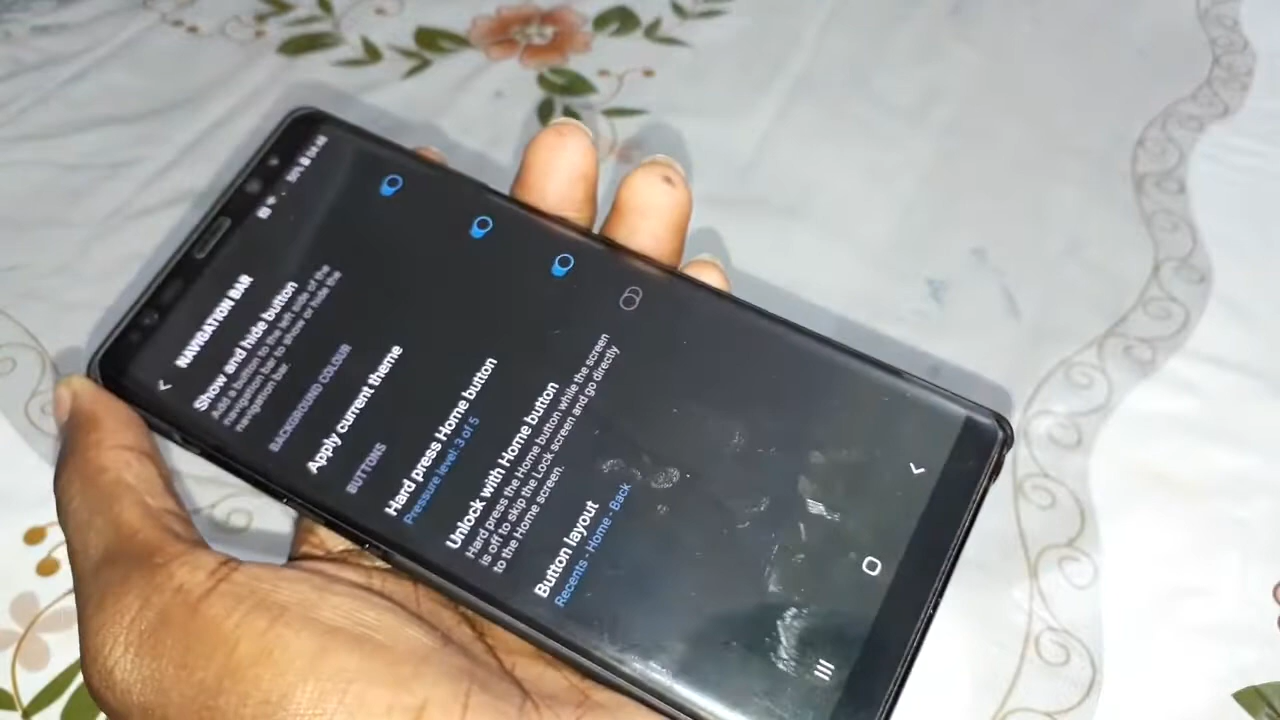 NAVIGATION BAR
Show and hide button
Add a button to the left side of the
navigation bar to show or hide the
navigation bar.
BACKGROUND COLOUR
Apply current theme
BUTTONS
Hard press Home button
Pressure level: 3 of 5
Unlock with Home button
Hard press the Home button while the screen
is off to skip the Lock screen and go directly
to the Home screen.
Button layout
Recents - Home - Back